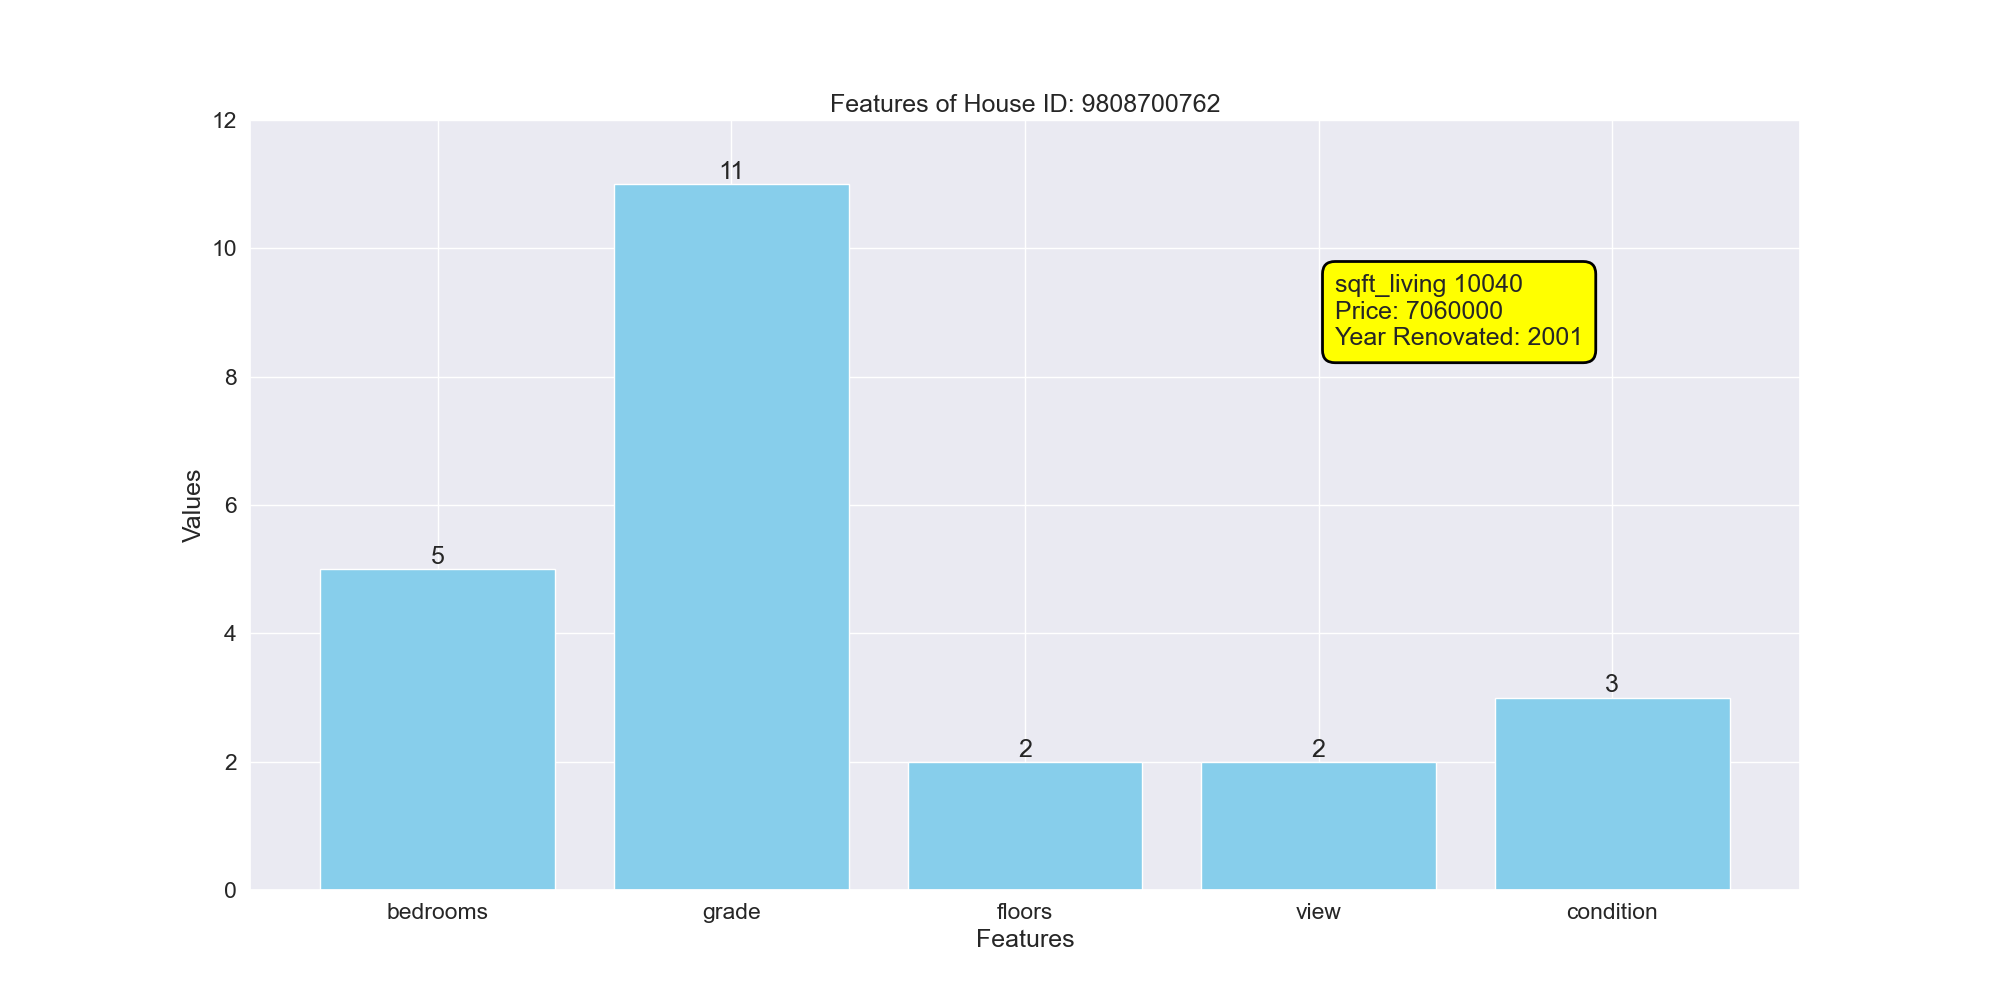 Features of House ID: 9808700762
12
10
8
6
4
2
0
Values
5
11
2
2
3
sqft_living 10040
Price: 7060000
Year Renovated: 2001
bedrooms
grade
floors
view
condition
Features